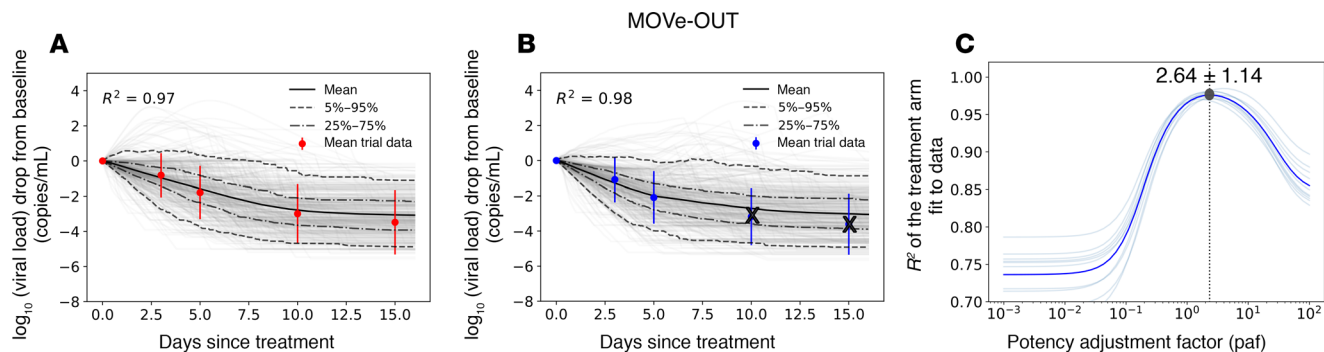 MOVe-OUT
A
log10 (viral load) drop from baseline
(copies/mL)
4
2
0
−2
−4
−6
−8
R² = 0.97
Mean
5%–95%
25%–75%
Mean trial data
0.0 2.5 5.0 7.5 10.0 12.5 15.0
Days since treatment
B
log10 (viral load) drop from baseline
(copies/mL)
4
2
0
−2
−4
−6
−8
R² = 0.98
Mean
5%–95%
25%–75%
Mean trial data
X X
0.0 2.5 5.0 7.5 10.0 12.5 15.0
Days since treatment
C
R² of the treatment arm
fit to data
2.64 ± 1.14
1.00
0.95
0.90
0.85
0.80
0.75
0.70
10⁻³ 10⁻² 10⁻¹ 10⁰ 10¹ 10²
Potency adjustment factor (paf)